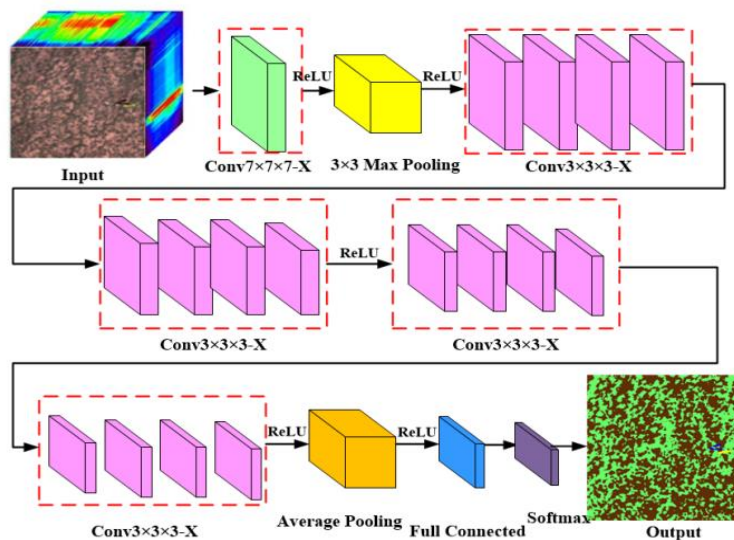 ReLU
ReLU
Input
Conv7×7×7-X
3×3 Max Pooling
Conv3×3×3-X
ReLU
Conv3×3×3-X
Conv3×3×3-X
ReLU
ReLU
Conv3×3×3-X
Average Pooling
Full Connected
Softmax
Output